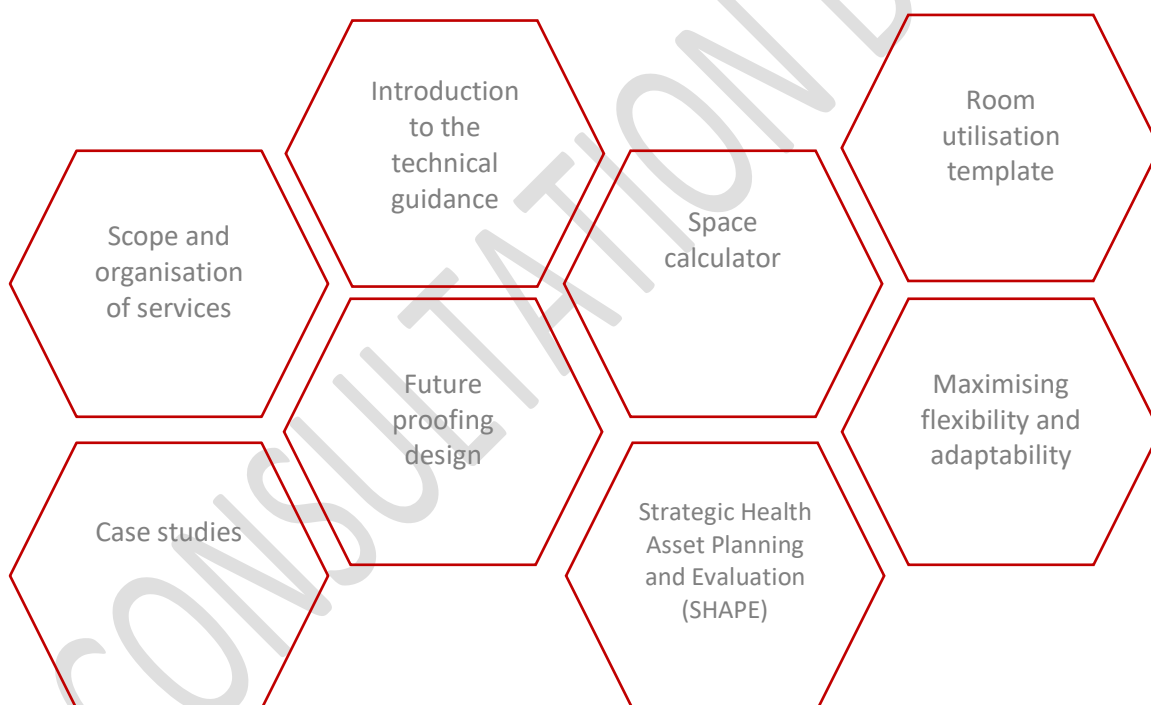 Introduction
to the
technical
guidance
Room
utilisation
template
Scope and
organisation
of services
Space
calculator
Future
proofing
design
Maximising
flexibility and
adaptability
Case studies
Strategic Health
Asset Planning
and Evaluation
(SHAPE)
CONSULTATION